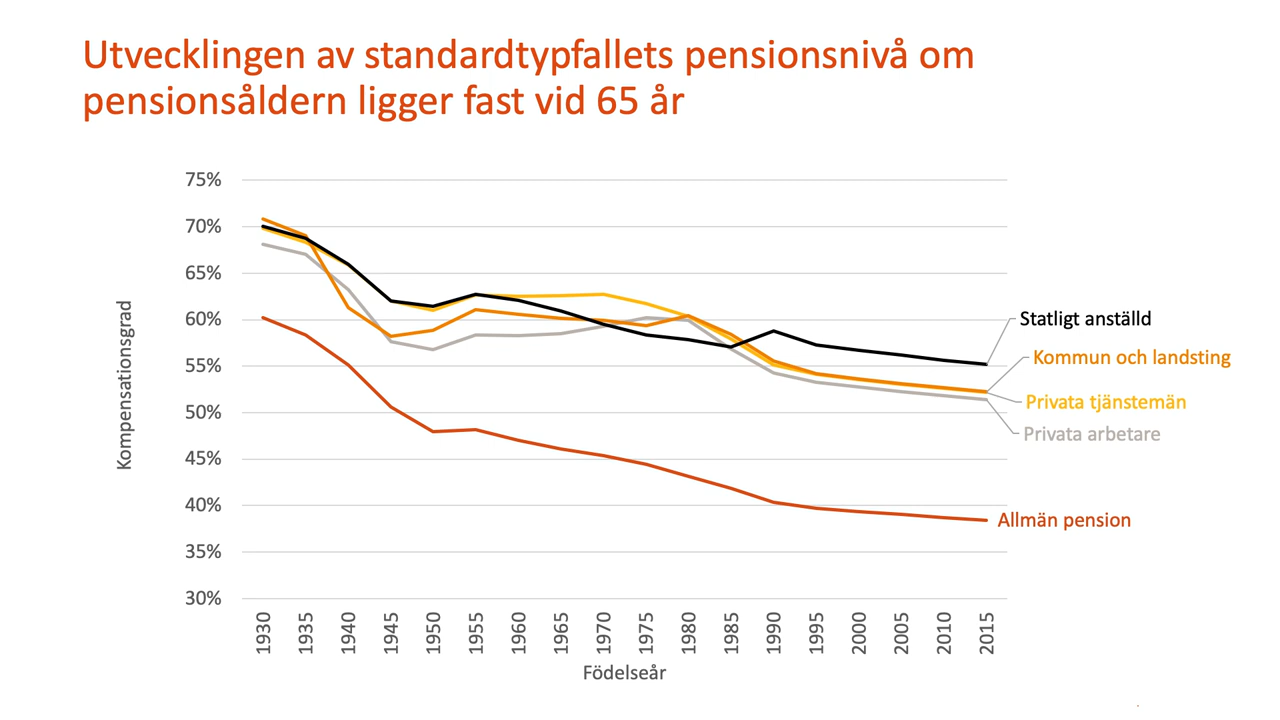 Utvecklingen av standardtypfallets pensionsnivå om
pensionsåldern ligger fast vid 65 år
75%
70%
65%
60%
55%
50%
45%
40%
35%
30%
Kompensationsgrad
Statligt anställd
Kommun och landsting
Privata tjänstemän
Privata arbetare
Allmän pension
1930 1935 1940 1945 1950 1955 1960 1965 1970 1975 1980 1985 1990 1995 2000 2005 2010 2015
Födelseår